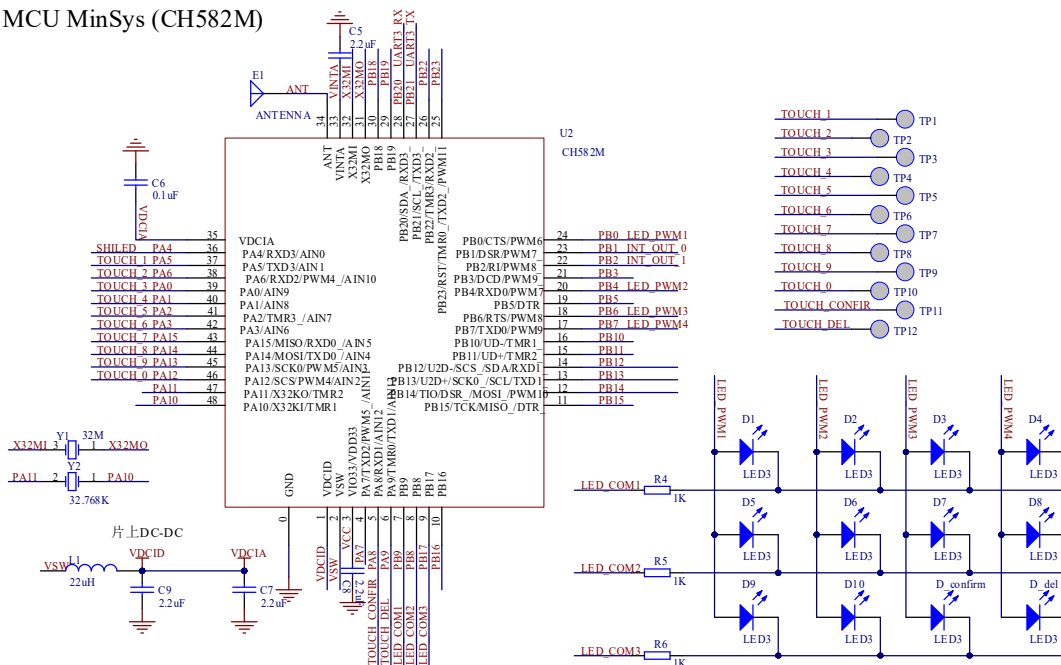 MCU MinSys (CH582M)
C5
2.2uF
E1
ANT
ANTENNA
VINTA
X32MI
X32MO
PB18
PB19
PB20 UART3_RX
PB21 UART3_TX
PB22
PB23
34
33
32
31
30
29
28
27
26
25
U2
CH582M
ANT
VINTA
X32MI
X32MO
PB18
PB19
PB20/SDA_/RXD3_
PB21/SCL_/TXD3_
PB22/TMR3/RXD2_
PB23/RST/TMR0_/TXD2_/PWM11
C6
0.1uF
VDCIA
35 VDCIA
SHILED PA4 36 PA4/RXD3/AIN0
TOUCH_1 PA5 37 PA5/TXD3/AIN1
TOUCH_2 PA6 38 PA6/RXD2/PWM4_/AIN10
TOUCH_3 PA0 39 PA0/AIN9
TOUCH_4 PA1 40 PA1/AIN8
TOUCH_5 PA2 41 PA2/TMR3_/AIN7
TOUCH_6 PA3 42 PA3/AIN6
TOUCH_7 PA15 43 PA15/MISO/RXD0_/AIN5
TOUCH_8 PA14 44 PA14/MOSI/TXD0_/AIN4
TOUCH_9 PA13 45 PA13/SCK0/PWM5/AIN3
TOUCH_0 PA12 46 PA12/SCS/PWM4/AIN2
PA11 47 PA11/X32KO/TMR2
PA10 48 PA10/X32KI/TMR1
PB0/CTS/PWM6 24 PB0 LED_PWM1
PB1/DSR/PWM7_ 23 PB1 INT_OUT_0
PB2/RI/PWM8_ 22 PB2 INT_OUT_1
PB3/DCD/PWM9_ 21 PB3
PB4/RXD0/PWM7 20 PB4 LED_PWM2
PB5/DTR 19 PB5
PB6/RTS/PWM8 18 PB6 LED_PWM3
PB7/TXD0/PWM9 17 PB7 LED_PWM4
PB10/UD-/TMR1_ 16 PB10
PB11/UD+/TMR2_ 15 PB11
PB12/U2D-/SCS_/SDA/RXD1_ 14 PB12
PB13/U2D+/SCK0_/SCL/TXD1_ 13 PB13
PB14/TIO/DSR_/MOSI_/PWM10 12 PB14
PB15/TCK/MISO_/DTR_ 11 PB15
GND
VDCID
VSW
VIO33/VDD33
PA7/TXD2/PWM5_/AIN11
PA8/RXD1/AIN12
PA9/TMR0/TXD1/AIN13
PB9
PB8
PB17
PB16
0
1
2
3
4
5
6
7
8
9
10
VDCID
VSW
VCC
C8
2.2uF
PA7
TOUCH_CONFIR PA8
TOUCH_DEL PA9
LED_COM1 PB9
LED_COM2 PB8
LED_COM3 PB17
PB16
Y1 32M
X32MI 3 1 X32MO
Y2
PA11 2 1 PA10
32.768K
片上DC-DC
VSW L1
22uH
VDCID
VDCIA
C9
2.2uF
C7
2.2uF
TOUCH_1 TP1
TOUCH_2 TP2
TOUCH_3 TP3
TOUCH_4 TP4
TOUCH_5 TP5
TOUCH_6 TP6
TOUCH_7 TP7
TOUCH_8 TP8
TOUCH_9 TP9
TOUCH_0 TP10
TOUCH_CONFIR TP11
TOUCH_DEL TP12
LED_PWM1
LED_PWM2
LED_PWM3
LED_PWM4
D1 D2 D3 D4
LED3 LED3 LED3 LED3
LED_COM1 R4
1K
D5 D6 D7 D8
LED3 LED3 LED3 LED3
LED_COM2 R5
1K
D9 D10 D_confirm D_del
LED3 LED3 LED3 LED3
LED_COM3 R6
1K